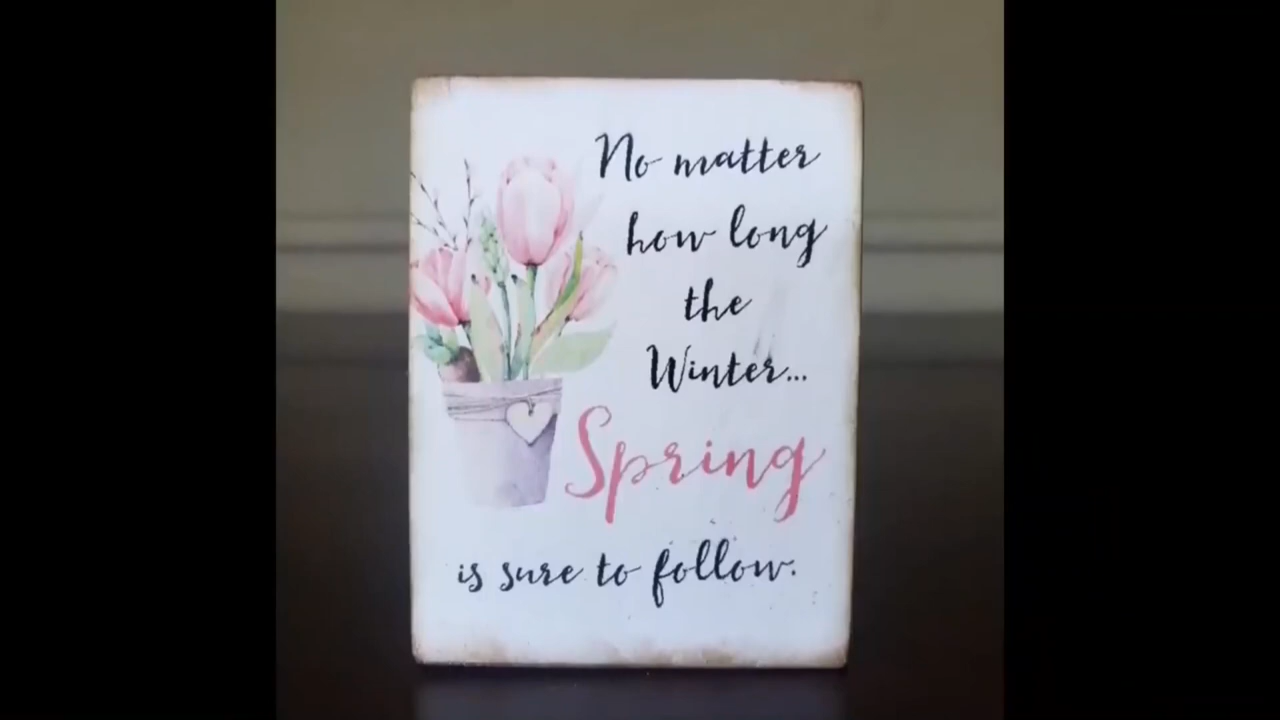 No matter
how long
the
Winter...
Spring
is sure to follow.